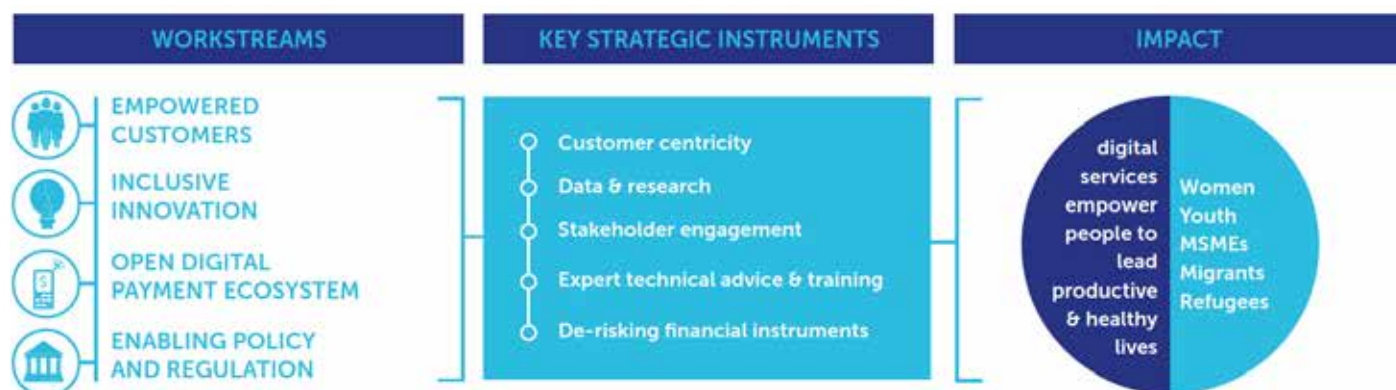 WORKSTREAMS
EMPOWERED
CUSTOMERS
INCLUSIVE
INNOVATION
OPEN DIGITAL
PAYMENT ECOSYSTEM
ENABLING POLICY
AND REGULATION
KEY STRATEGIC INSTRUMENTS
Customer centricity
Data & research
Stakeholder engagement
Expert technical advice & training
De-risking financial instruments
IMPACT
digital
services
empower
people to
lead
productive
& healthy
lives
Women
Youth
MSMEs
Migrants
Refugees